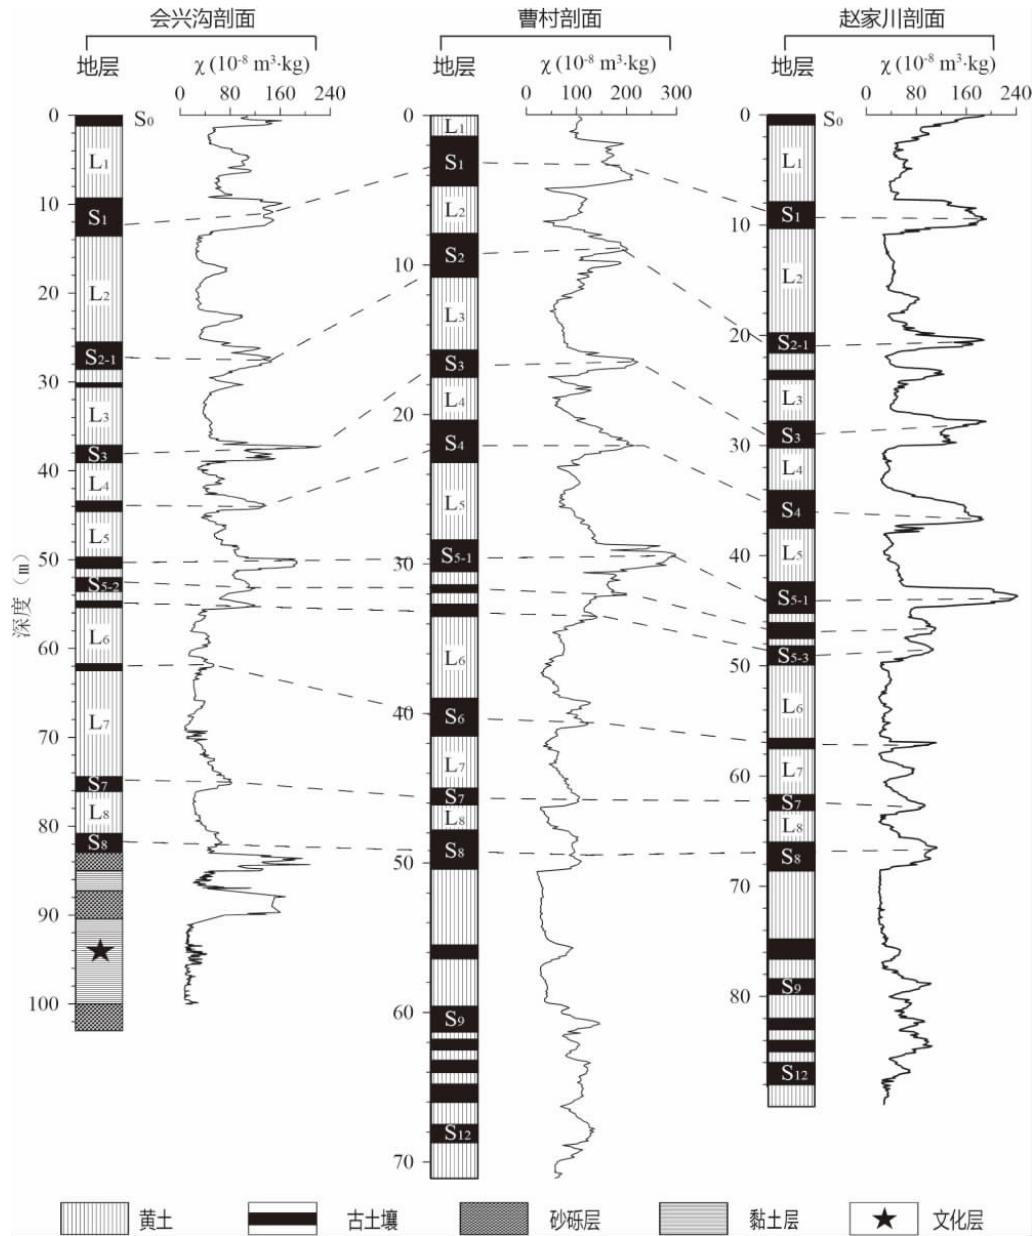 会兴沟剖面
曹村剖面
赵家川剖面
地层
χ (10-8 m3·kg)
地层
χ (10-8 m3·kg)
地层
χ (10-8 m3·kg)
0 80 160 240
0 100 200 300
0 80 160 240
深度（m）
0
10
20
30
40
50
60
70
80
90
100
S0
L1
S1
L2
S2-1
L3
S3
L4
L5
S5-2
L6
L7
S7
L8
S8
0
10
20
30
40
50
60
70
L1
S1
L2
S2
L3
S3
L4
S4
L5
S5-1
L6
S6
L7
S7
L8
S8
S9
S12
0
10
20
30
40
50
60
70
80
S0
L1
S1
L2
S2-1
L3
S3
L4
S4
L5
S5-1
S5-3
L6
L7
S7
L8
S8
S9
S12
黄土 古土壤 砂砾层 黏土层 文化层